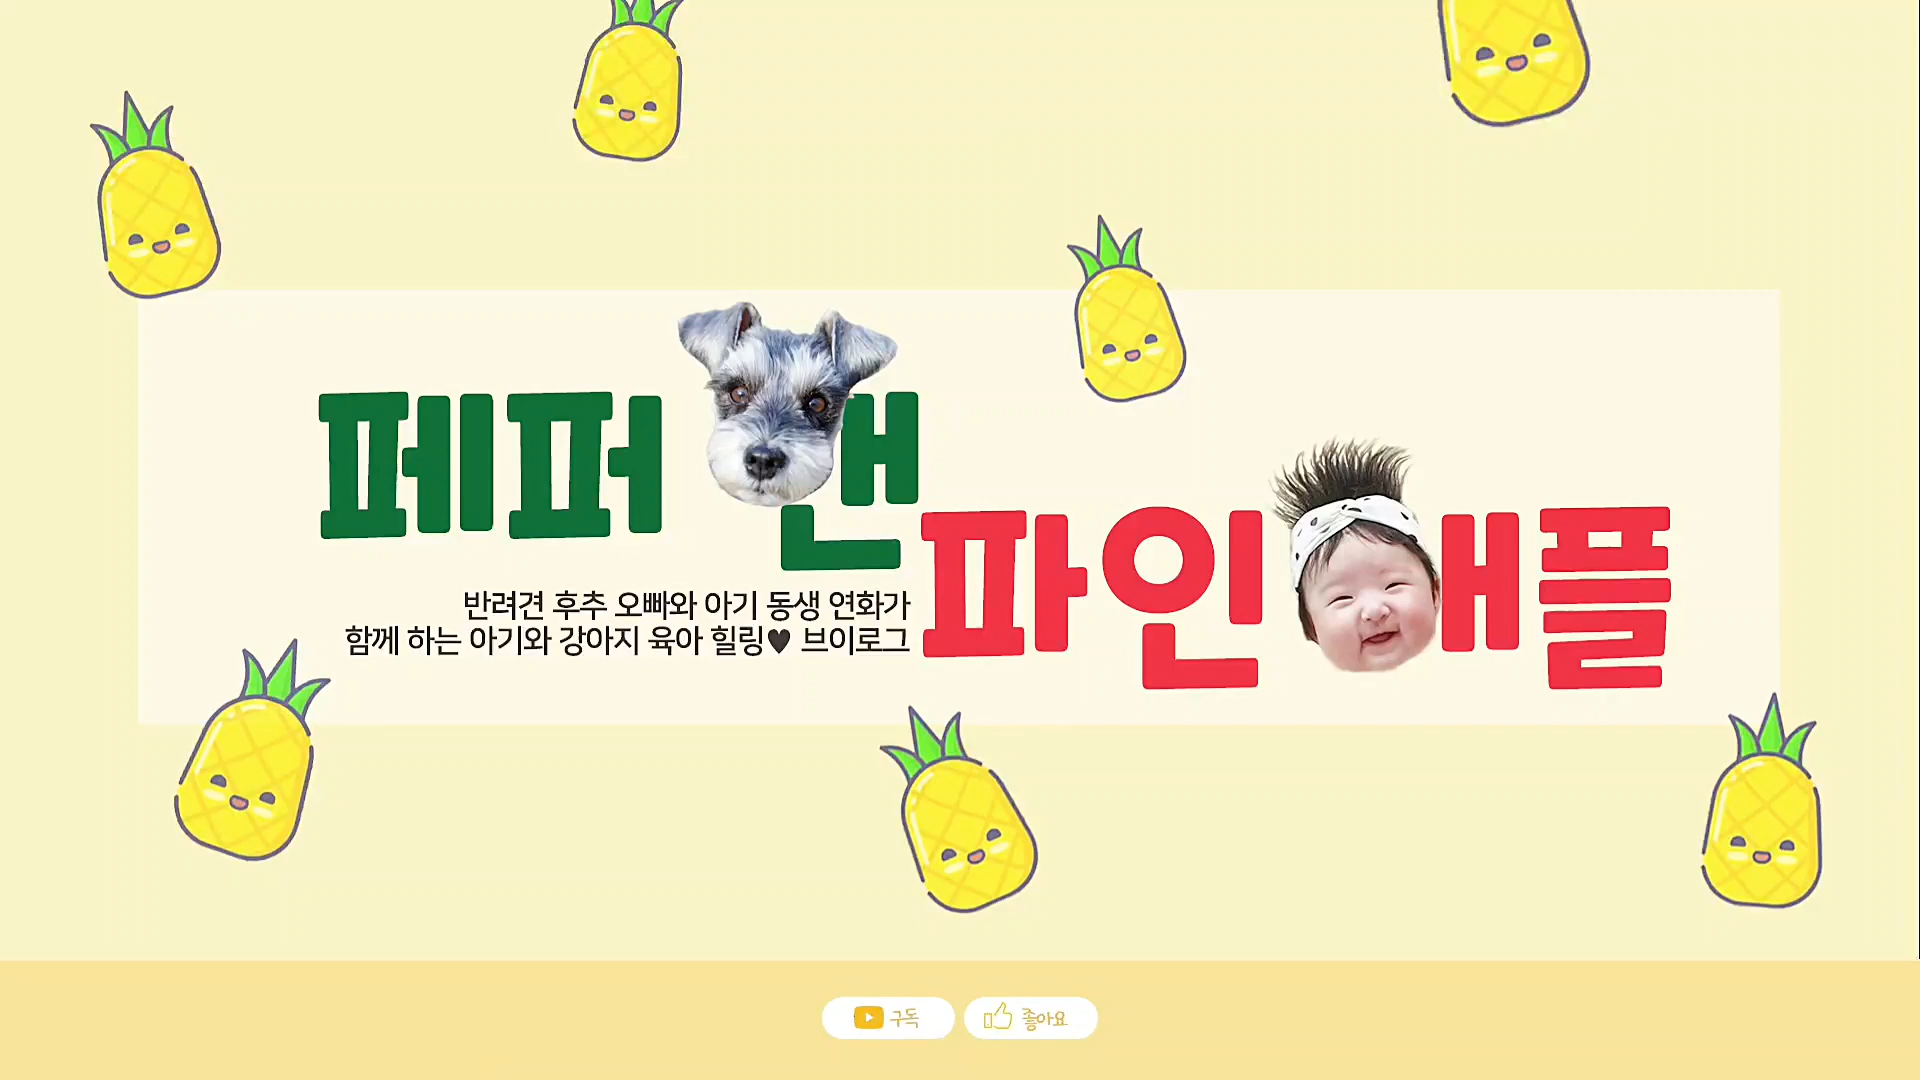 페퍼 앤
파인애플
반려견 후추 오빠와 아기 동생 연화가
함께 하는 아기와 강아지 육아 힐링♥ 브이로그
구독
좋아요